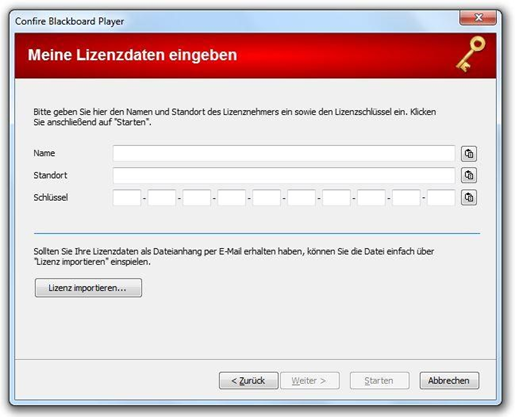 Confire Blackboard Player
Meine Lizenzdaten eingeben
Bitte geben Sie hier den Namen und Standort des Lizenznehmers ein sowie den Lizenzschlüssel ein. Klicken
Sie anschließend auf "Starten".
Name
Standort
Schlüssel
- - - - - - - - -
Sollten Sie Ihre Lizenzdaten als Dateianhang per E-Mail erhalten haben, können Sie die Datei einfach über
"Lizenz importieren" einspielen.
Lizenz importieren...
< Zurück Weiter > Starten Abbrechen